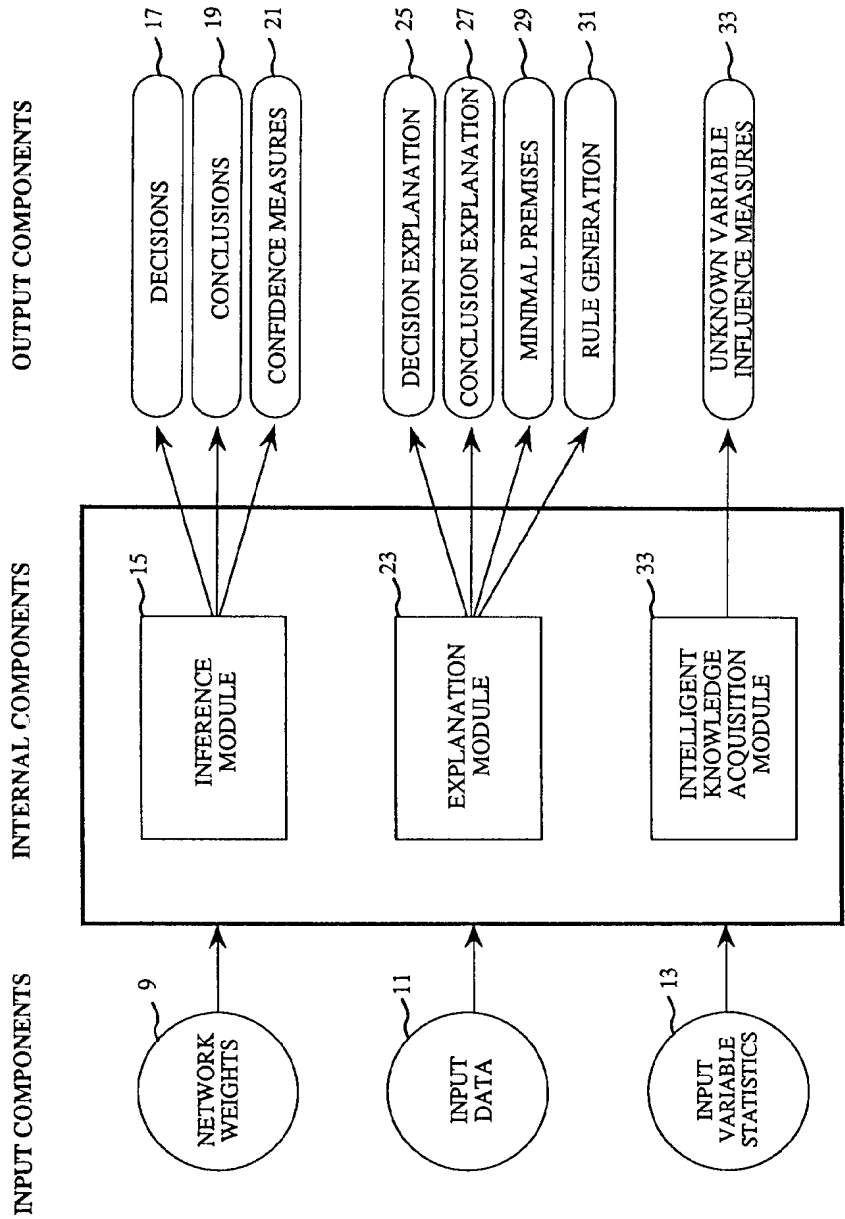 INPUT COMPONENTS
INTERNAL COMPONENTS
OUTPUT COMPONENTS
9
NETWORK
WEIGHTS
11
INPUT
DATA
13
INPUT
VARIABLE
STATISTICS
15
INFERENCE
MODULE
23
EXPLANATION
MODULE
33
INTELLIGENT
KNOWLEDGE
ACQUISITION
MODULE
DECISIONS
17
CONCLUSIONS
19
CONFIDENCE MEASURES
21
DECISION EXPLANATION
25
CONCLUSION EXPLANATION
27
MINIMAL PREMISES
29
RULE GENERATION
31
UNKNOWN VARIABLE
INFLUENCE MEASURES
33